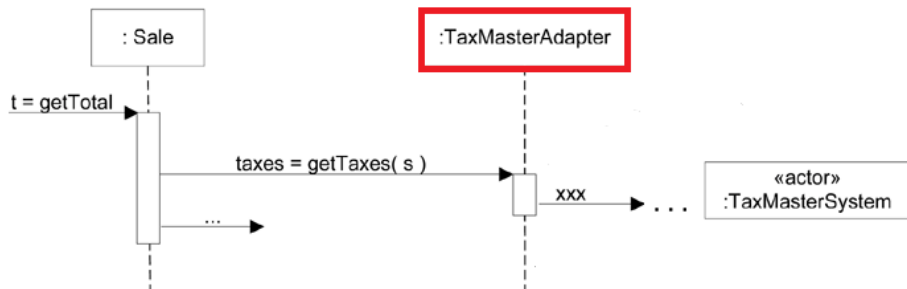 : Sale
:TaxMasterAdapter
t = getTotal
taxes = getTaxes( s )
xxx
. . .
«actor»
:TaxMasterSystem
...